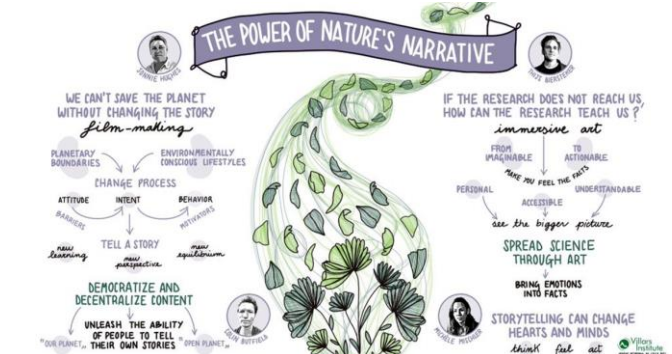 THE POWER OF NATURE'S NARRATIVE
JONNIE HUGHES
WE CAN'T SAVE THE PLANET
WITHOUT CHANGING THE STORY
film-making
PLANETARY
BOUNDARIES
ENVIRONMENTALLY
CONSCIOUS LIFESTYLES
CHANGE PROCESS
ATTITUDE INTENT BEHAVIOR
BARRIERS MOTIVATORS
new
learning
TELL A STORY
new
perspective
new
equilibrium
DEMOCRATIZE AND
DECENTRALIZE CONTENT
UNLEASH THE ABILITY
OF PEOPLE TO TELL
THEIR OWN STORIES
"OUR PLANET"
"OPEN PLANET"
COLIN BUTFIELD
THIJS BIERSTEKER
IF THE RESEARCH DOES NOT REACH US,
HOW CAN THE RESEARCH TEACH US?'
immersive art
FROM
IMAGINABLE
TO
ACTIONABLE
MAKE YOU FEEL THE FACTS
PERSONAL
ACCESSIBLE
UNDERSTANDABLE
see the bigger picture
SPREAD SCIENCE
THROUGH ART
BRING EMOTIONS
INTO FACTS
STORYTELLING CAN CHANGE
HEARTS AND MINDS
think feel act
Villars
Institute